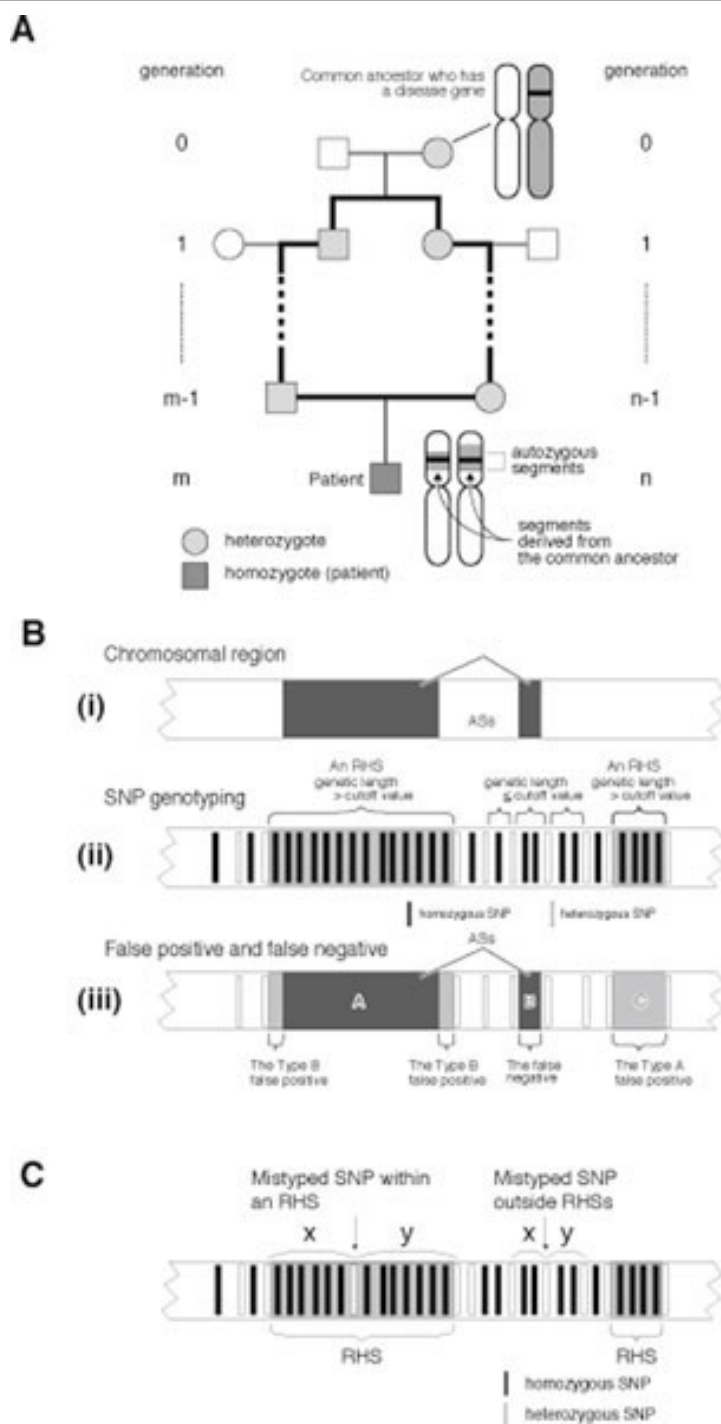 A
generation
Common ancestor who has
a disease gene
generation
0
0
1
1
m-1
n-1
m
Patient
autozygous
segments
n
segments
derived from
the common ancestor
heterozygote
homozygote (patient)
B
Chromosomal region
(i)
ASs
An RHS
genetic length
> cutoff value
genetic length
≤ cutoff value
An RHS
genetic length
> cutoff value
SNP genotyping
(ii)
homozygous SNP
heterozygous SNP
False positive and false negative
ASs
(iii)
A
B
C
The Type B
false positive
The Type B
false positive
The false
negative
The Type A
false positive
C
Mistyped SNP within
an RHS
Mistyped SNP
outside RHSs
x
y
x
y
RHS
RHS
homozygous SNP
heterozygous SNP